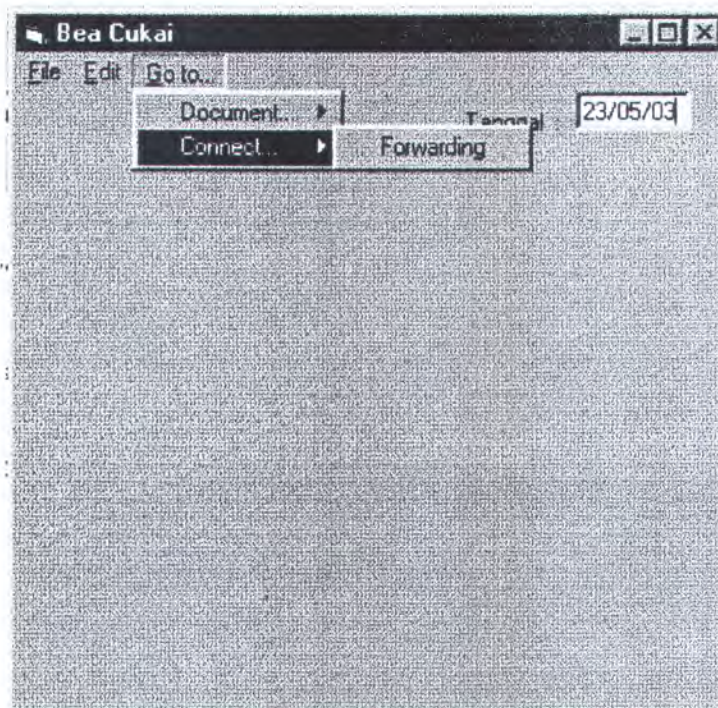 Bea Cukai
File Edit Go to...
Document... Tanggal 23/05/03
Connect... Forwarding